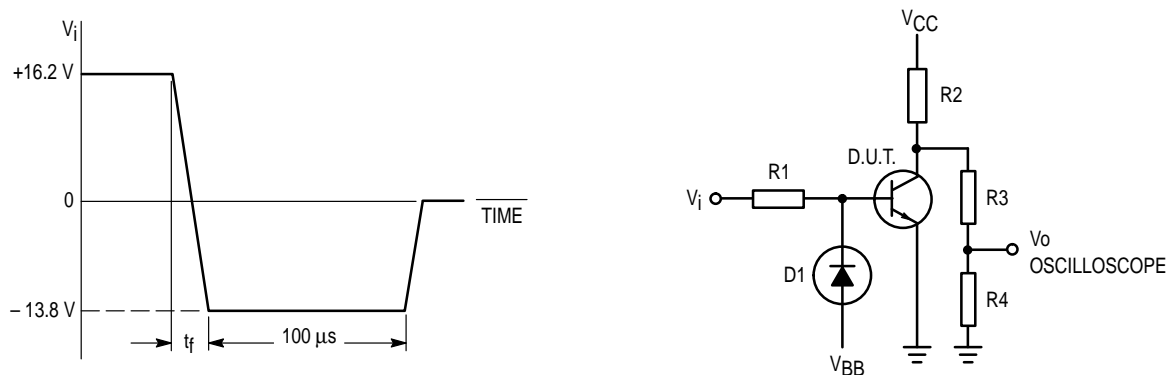 Vi
+16.2 V
0
TIME
– 13.8 V
tf
100 μs
VCC
R2
D.U.T.
R1
Vi
R3
Vo
OSCILLOSCOPE
D1
R4
VBB